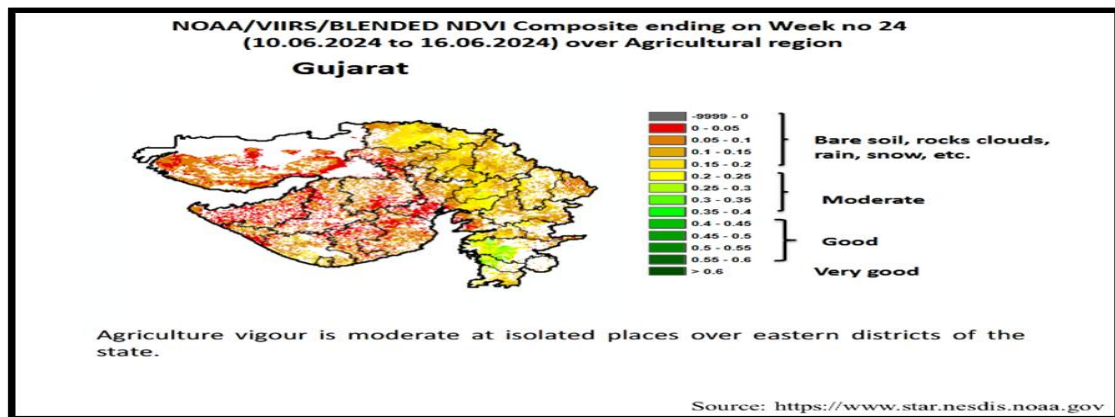 NOAA/VIIRS/BLENDED NDVI Composite ending on Week no 24
(10.06.2024 to 16.06.2024) over Agricultural region
Gujarat
-9999 - 0
0 - 0.05
0.05 - 0.1
0.1 - 0.15
0.15 - 0.2
0.2 - 0.25
0.25 - 0.3
0.3 - 0.35
0.35 - 0.4
0.4 - 0.45
0.45 - 0.5
0.5 - 0.55
0.55 - 0.6
> 0.6
Bare soil, rocks clouds,
rain, snow, etc.
Moderate
Good
Very good
Agriculture vigour is moderate at isolated places over eastern districts of the
state.
Source: https://www.star.nesdis.noaa.gov